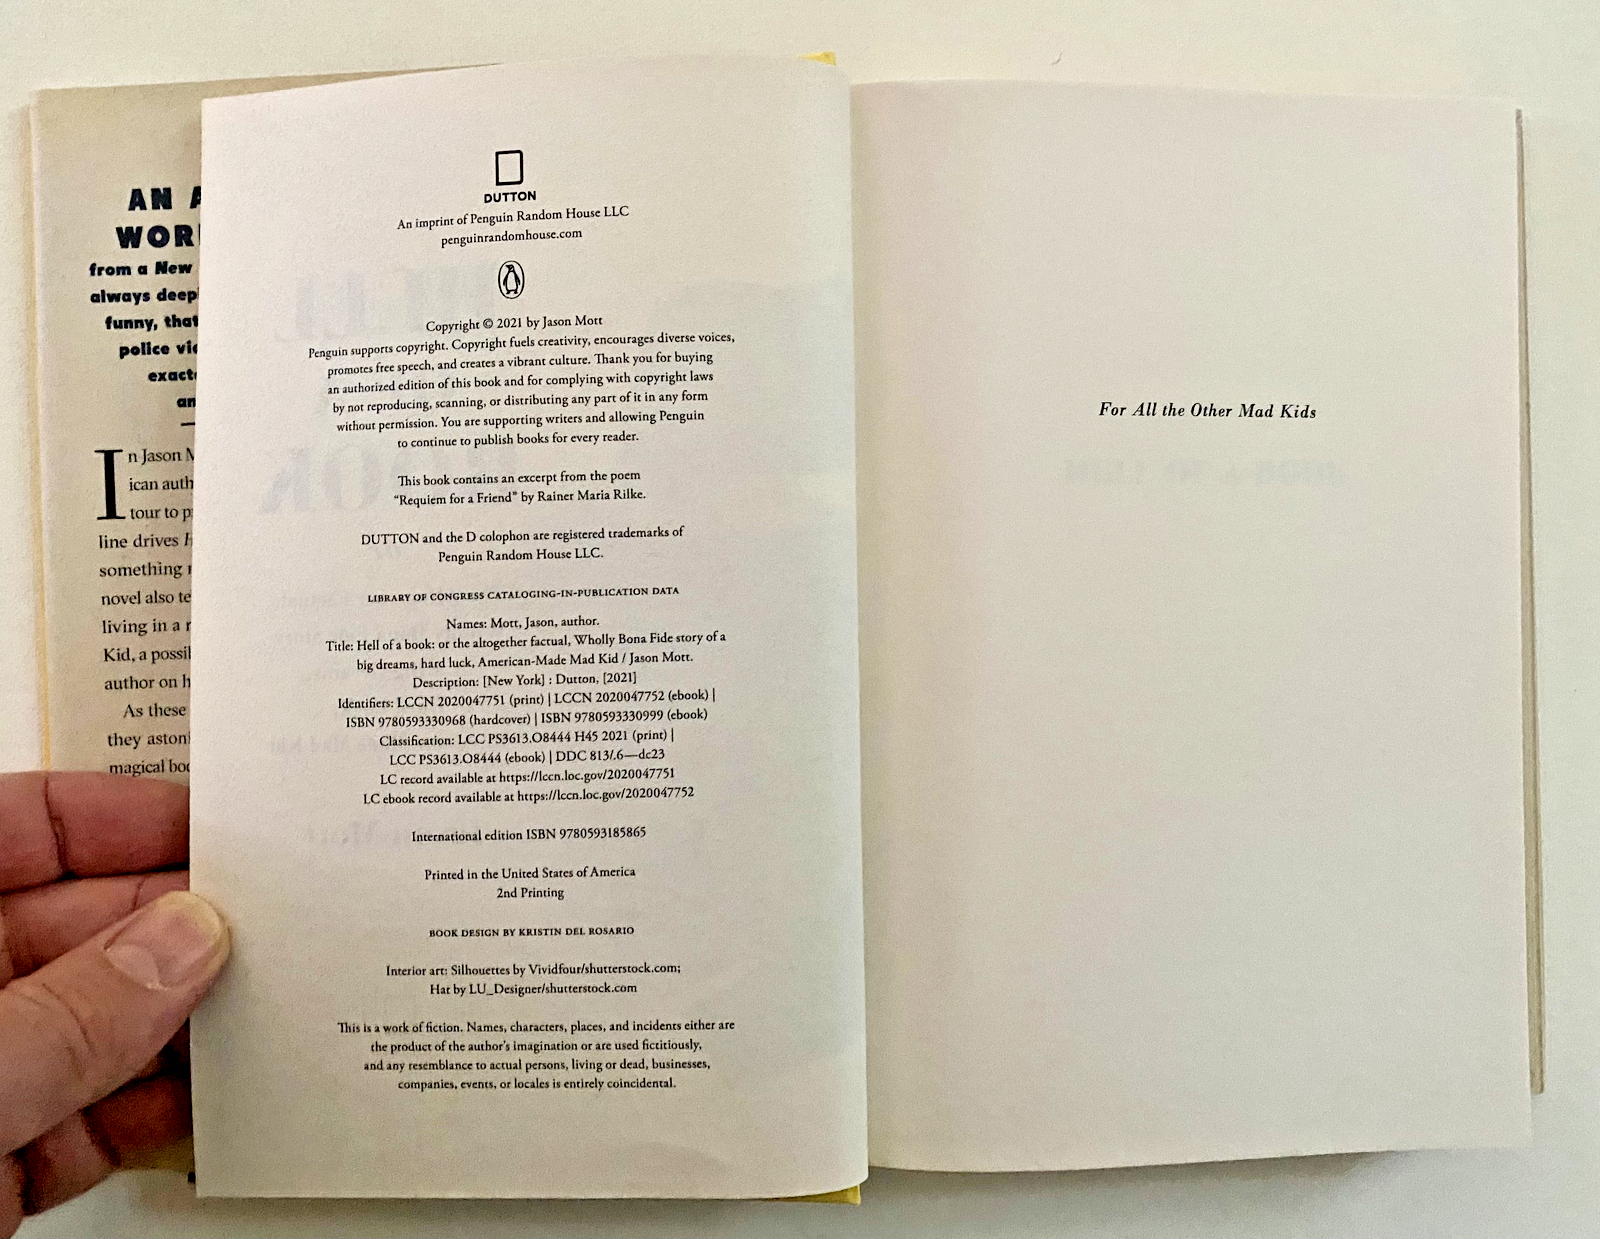 AN
WOR
from a New
always deep
funny, that
police vi
exact
an
In Jason
ican auth
tour to p
line drives
something
novel also te
living in a
Kid, a possi
author on h
As these
they astoni
magical bo
DUTTON
An imprint of Penguin Random House LLC
penguinrandomhouse.com
Copyright © 2021 by Jason Mott
Penguin supports copyright. Copyright fuels creativity, encourages diverse voices,
promotes free speech, and creates a vibrant culture. Thank you for buying
an authorized edition of this book and for complying with copyright laws
by not reproducing, scanning, or distributing any part of it in any form
without permission. You are supporting writers and allowing Penguin
to continue to publish books for every reader.
This book contains an excerpt from the poem
“Requiem for a Friend” by Rainer Maria Rilke.
DUTTON and the D colophon are registered trademarks of
Penguin Random House LLC.
LIBRARY OF CONGRESS CATALOGING-IN-PUBLICATION DATA
Names: Mott, Jason, author.
Title: Hell of a book: or the altogether factual, Wholly Bona Fide story of a
big dreams, hard luck, American-Made Mad Kid / Jason Mott.
Description: [New York] : Dutton, [2021]
Identifiers: LCCN 2020047751 (print) | LCCN 2020047752 (ebook) |
ISBN 9780593330968 (hardcover) | ISBN 9780593330999 (ebook)
Classification: LCC PS3613.O8444 H45 2021 (print) |
LCC PS3613.O8444 (ebook) | DDC 813/.6—dc23
LC record available at https://lccn.loc.gov/2020047751
LC ebook record available at https://lccn.loc.gov/2020047752
International edition ISBN 9780593185865
Printed in the United States of America
2nd Printing
BOOK DESIGN BY KRISTIN DEL ROSARIO
Interior art: Silhouettes by Vividfour/shutterstock.com;
Hat by LU_Designer/shutterstock.com
This is a work of fiction. Names, characters, places, and incidents either are
the product of the author’s imagination or are used fictitiously,
and any resemblance to actual persons, living or dead, businesses,
companies, events, or locales is entirely coincidental.
For All the Other Mad Kids